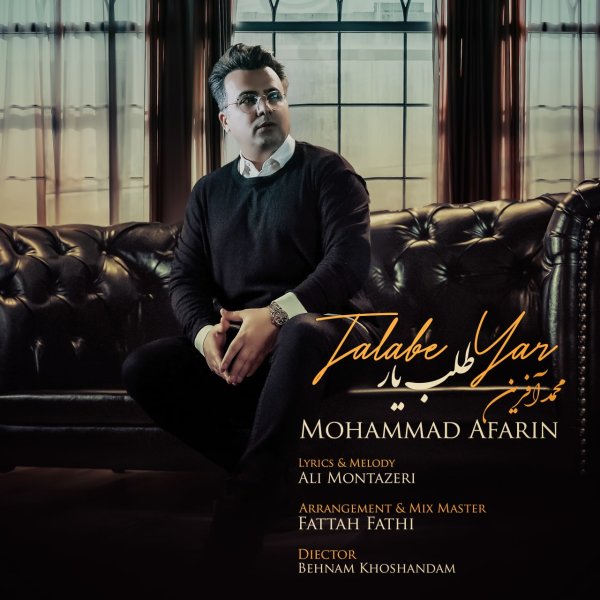 Talabe Yar
طلب یار
محمد آفرین
MOHAMMAD AFARIN
LYRICS & MELODY
ALI MONTAZERI
ARRANGEMENT & MIX MASTER
FATTAH FATHI
DIECTOR
BEHNAM KHOSHANDAM